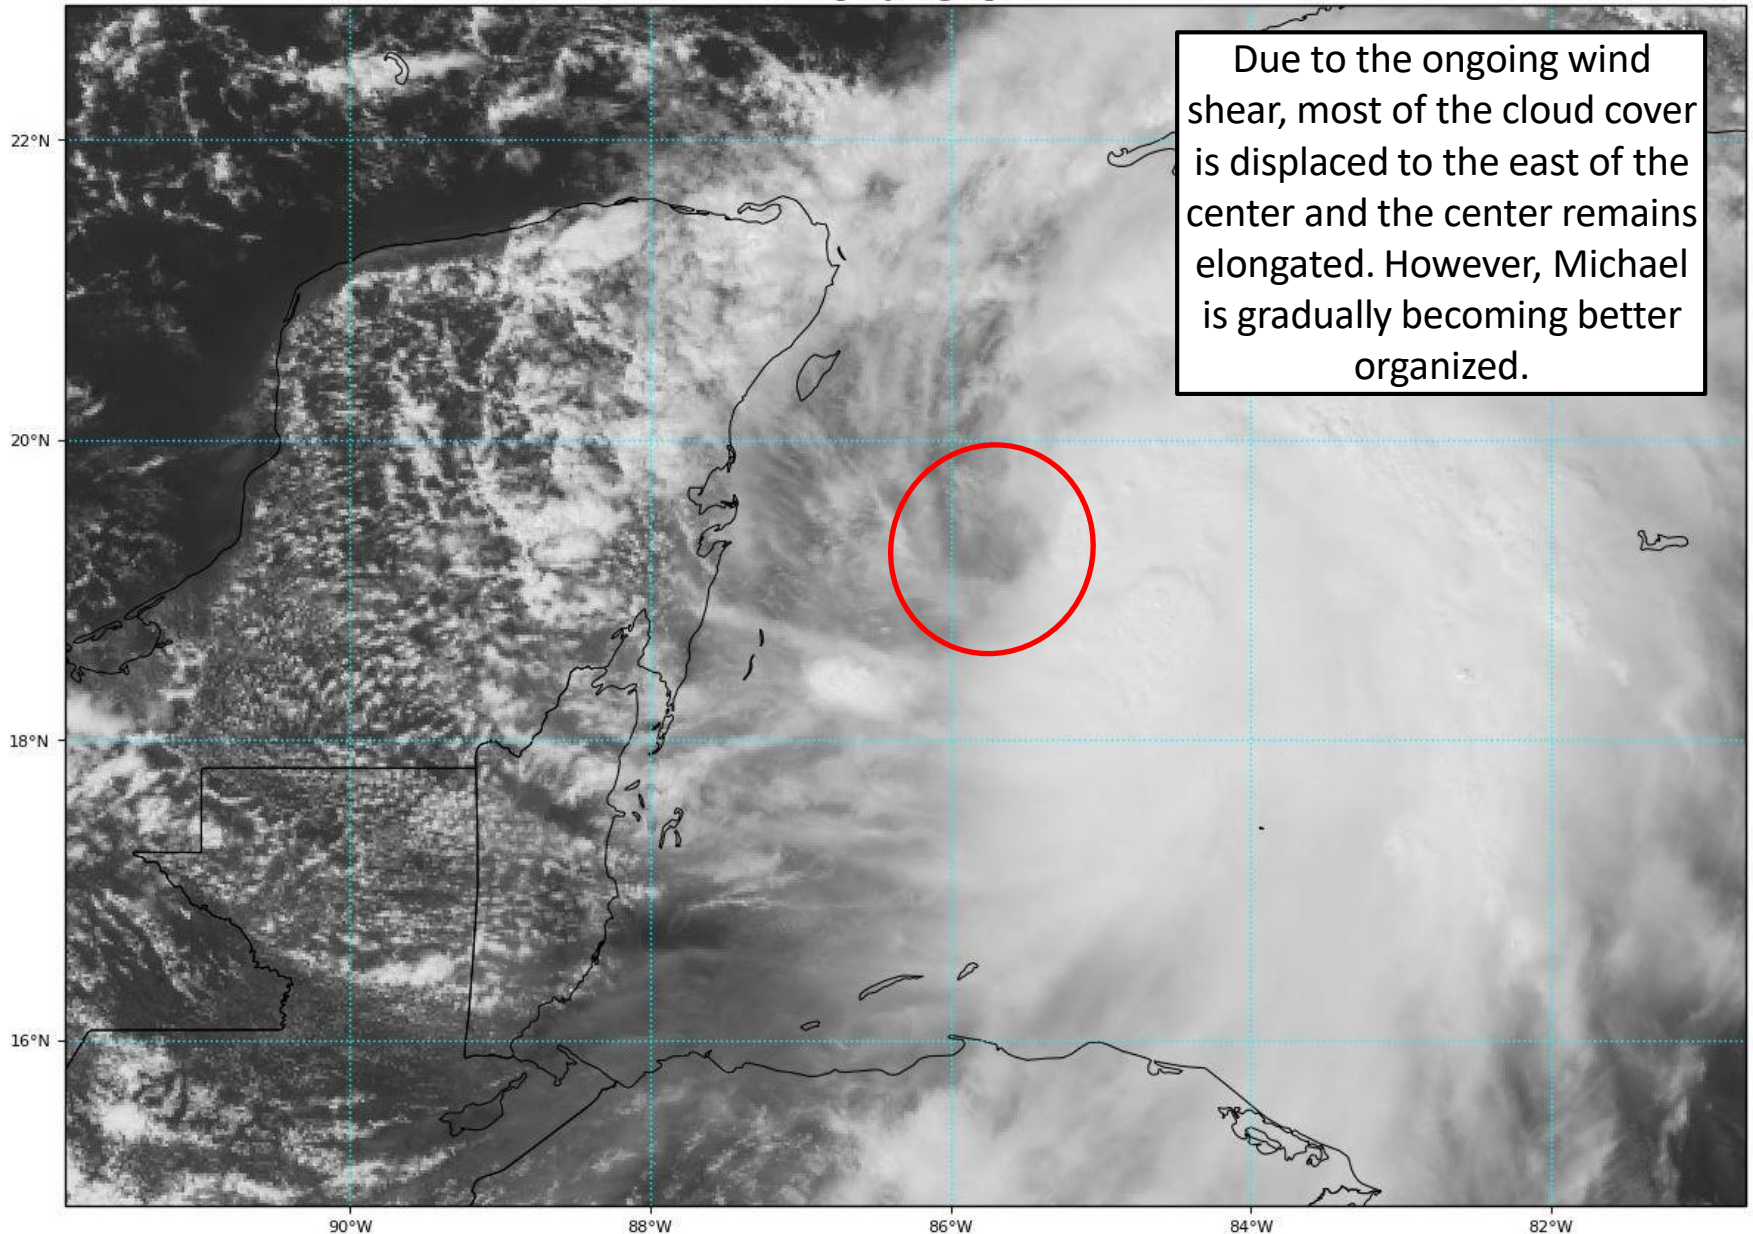 Due to the ongoing wind
shear, most of the cloud cover
is displaced to the east of the
center and the center remains
elongated. However, Michael
is gradually becoming better
organized.
22°N
20°N
18°N
16°N
90°W
88°W
86°W
84°W
82°W